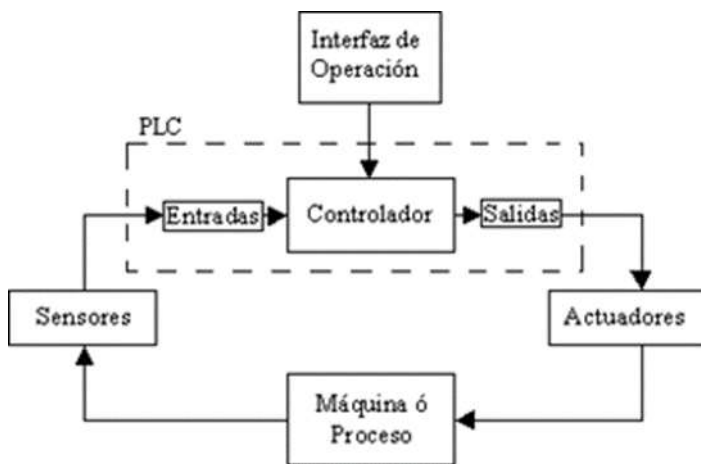 Interfaz de
Operación
PLC
Entradas
Controlador
Salidas
Sensores
Actuadores
Máquina ó
Proceso